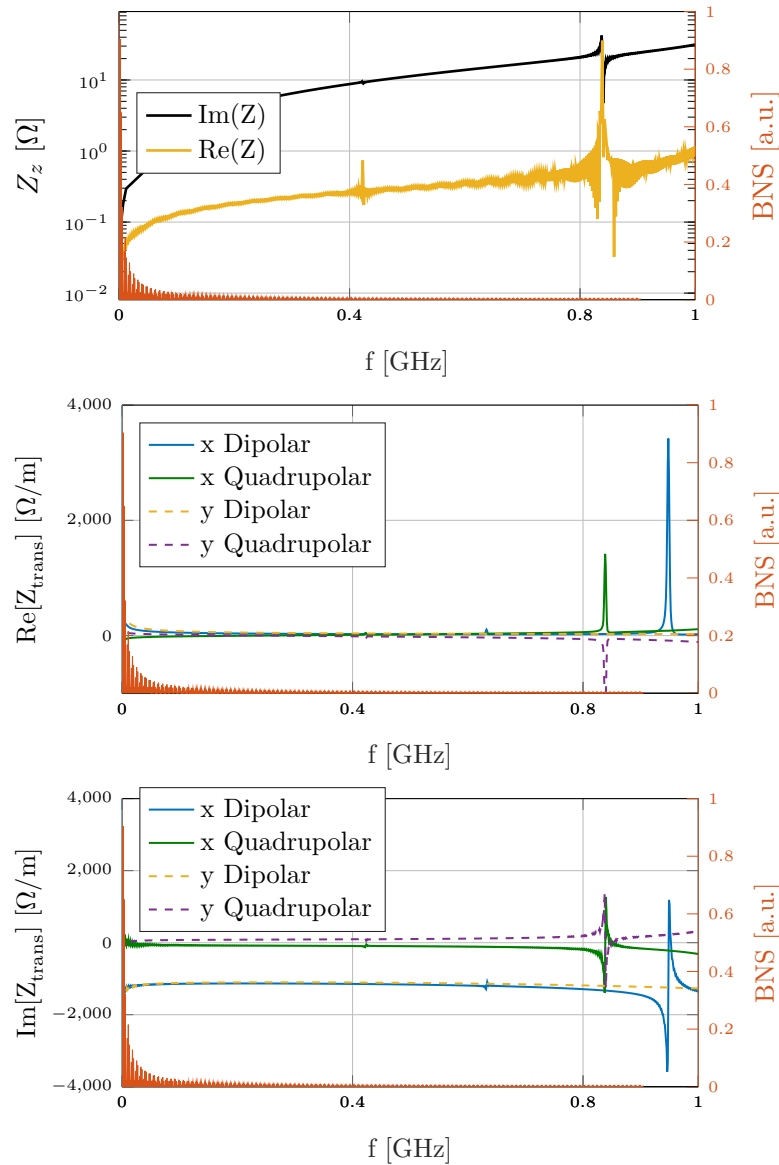 10¹
10⁰
10⁻¹
10⁻²
Z_z [Ω]
Im(Z)
Re(Z)
1
0.8
0.6
0.4
0.2
0
BNS [a.u.]
0 0.4 0.8 1
f [GHz]
4,000
2,000
0
Re[Z_trans] [Ω/m]
x Dipolar
x Quadrupolar
y Dipolar
y Quadrupolar
1
0.8
0.6
0.4
0.2
0
BNS [a.u.]
0 0.4 0.8 1
f [GHz]
4,000
2,000
0
−2,000
−4,000
Im[Z_trans] [Ω/m]
x Dipolar
x Quadrupolar
y Dipolar
y Quadrupolar
1
0.8
0.6
0.4
0.2
0
BNS [a.u.]
0 0.4 0.8 1
f [GHz]